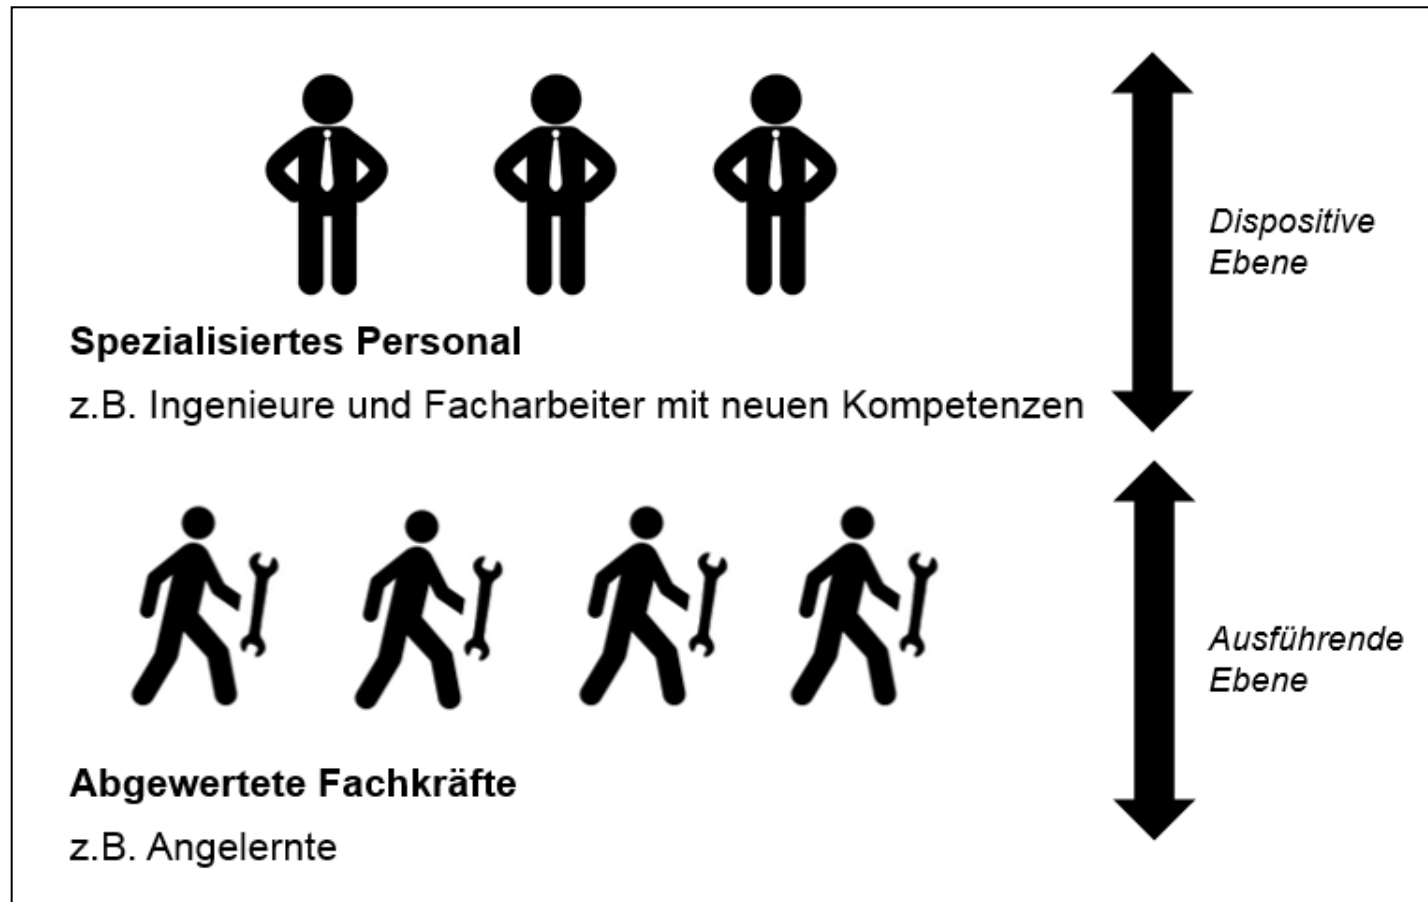 Dispositive
Ebene
Spezialisiertes Personal
z.B. Ingenieure und Facharbeiter mit neuen Kompetenzen
Ausführende
Ebene
Abgewertete Fachkräfte
z.B. Angelernte